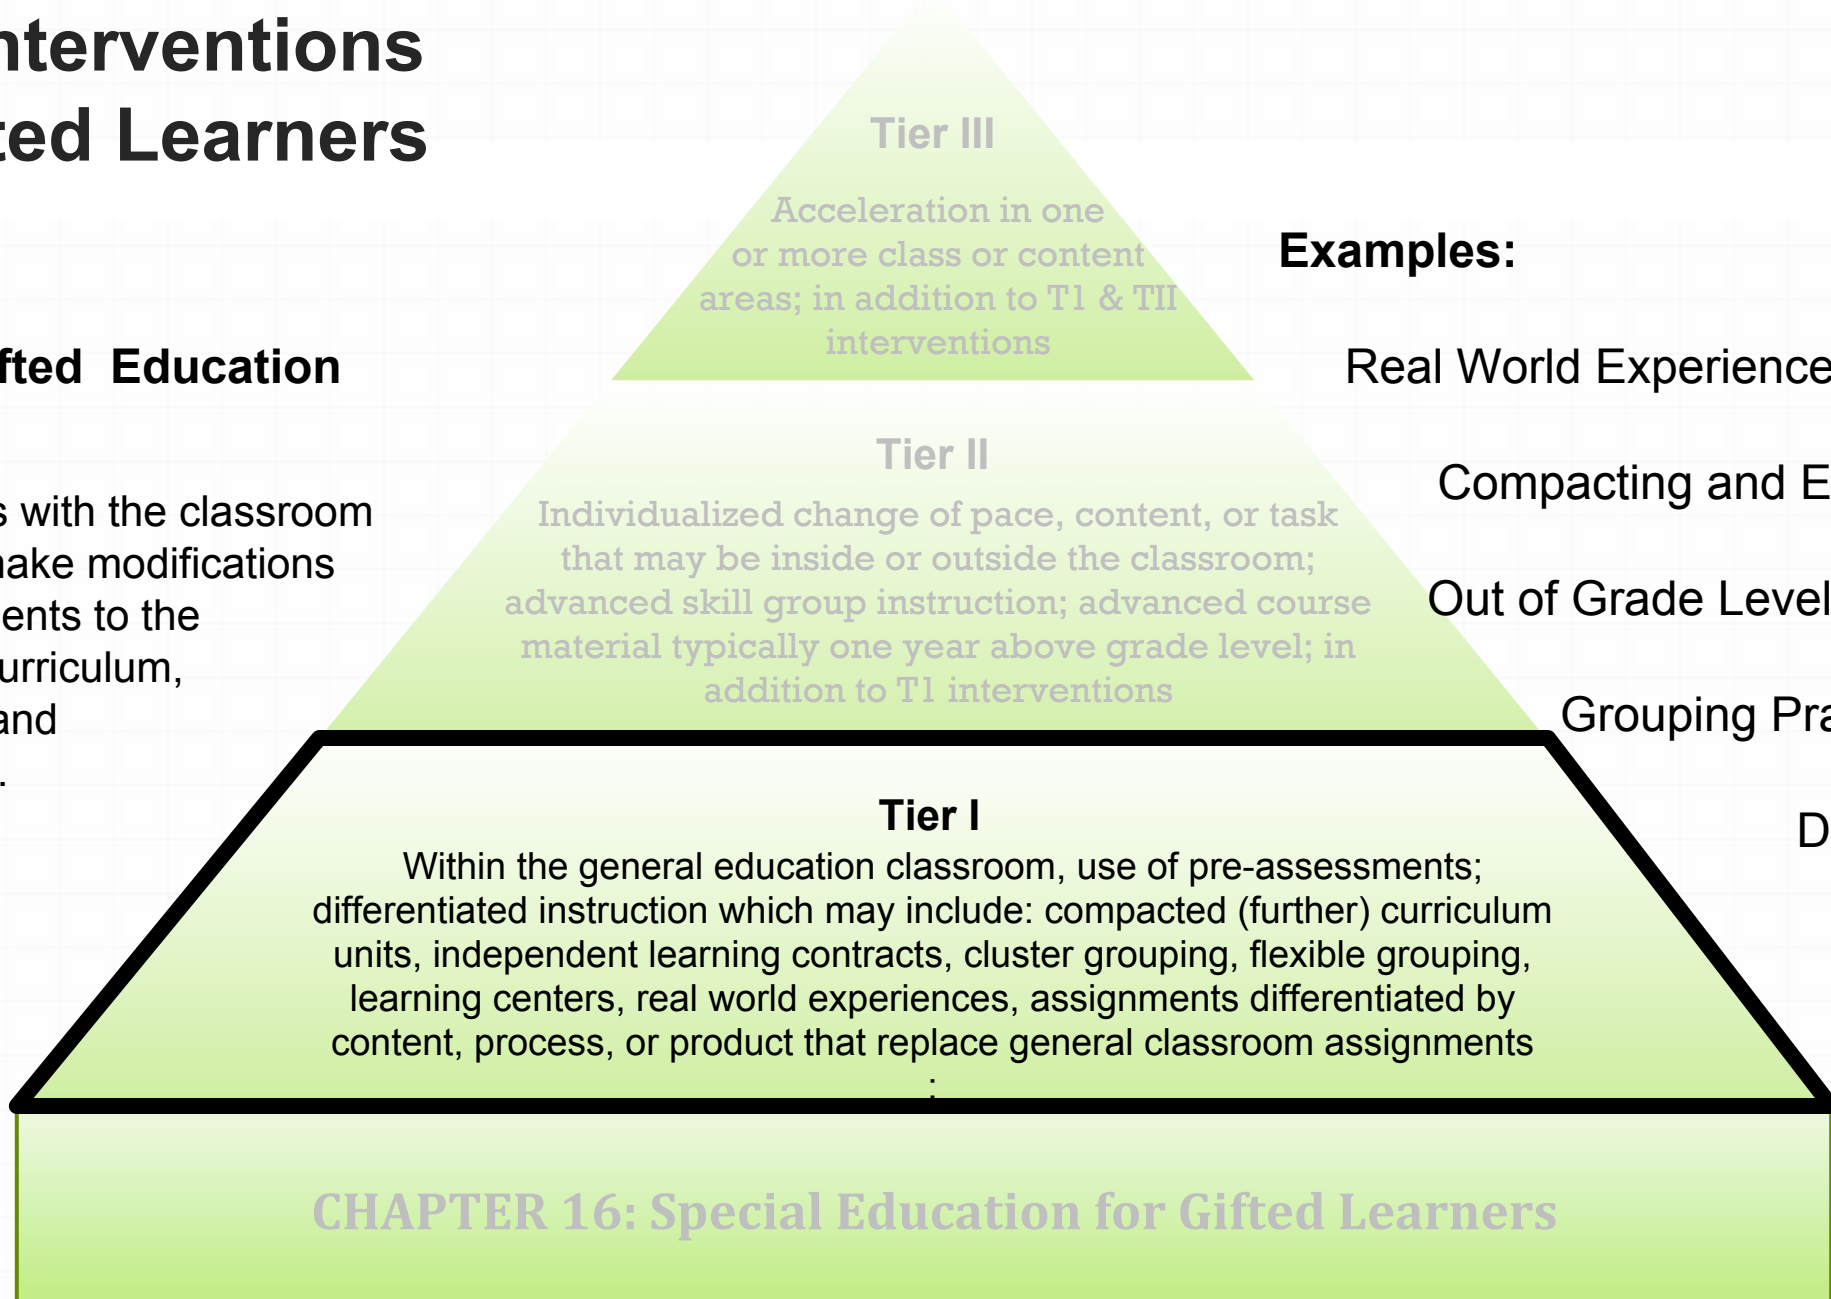 nterventions
ted Learners
fted Education
s with the classroom
nake modifications
ents to the
urriculum,
and
.
Tier III
Acceleration in one
or more class or content
areas; in addition to T1 & TII
interventions
Tier II
Individualized change of pace, content, or task
that may be inside or outside the classroom;
advanced skill group instruction; advanced course
material typically one year above grade level; in
addition to T1 interventions
Tier I
Within the general education classroom, use of pre-assessments;
differentiated instruction which may include: compacted (further) curriculum
units, independent learning contracts, cluster grouping, flexible grouping,
learning centers, real world experiences, assignments differentiated by
content, process, or product that replace general classroom assignments
;
Examples:
Real World Experience
Compacting and E
Out of Grade Level
Grouping Pra
D
CHAPTER 16: Special Education for Gifted Learners